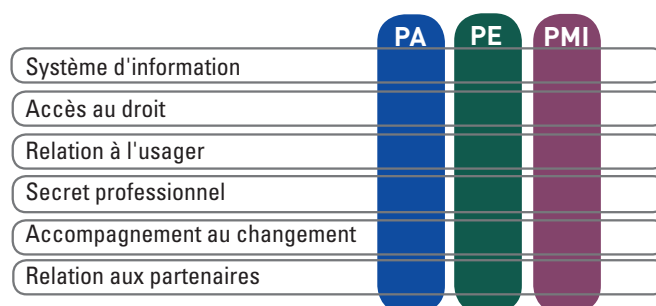 PA PE PMI
Système d'information
Accès au droit
Relation à l'usager
Secret professionnel
Accompagnement au changement
Relation aux partenaires